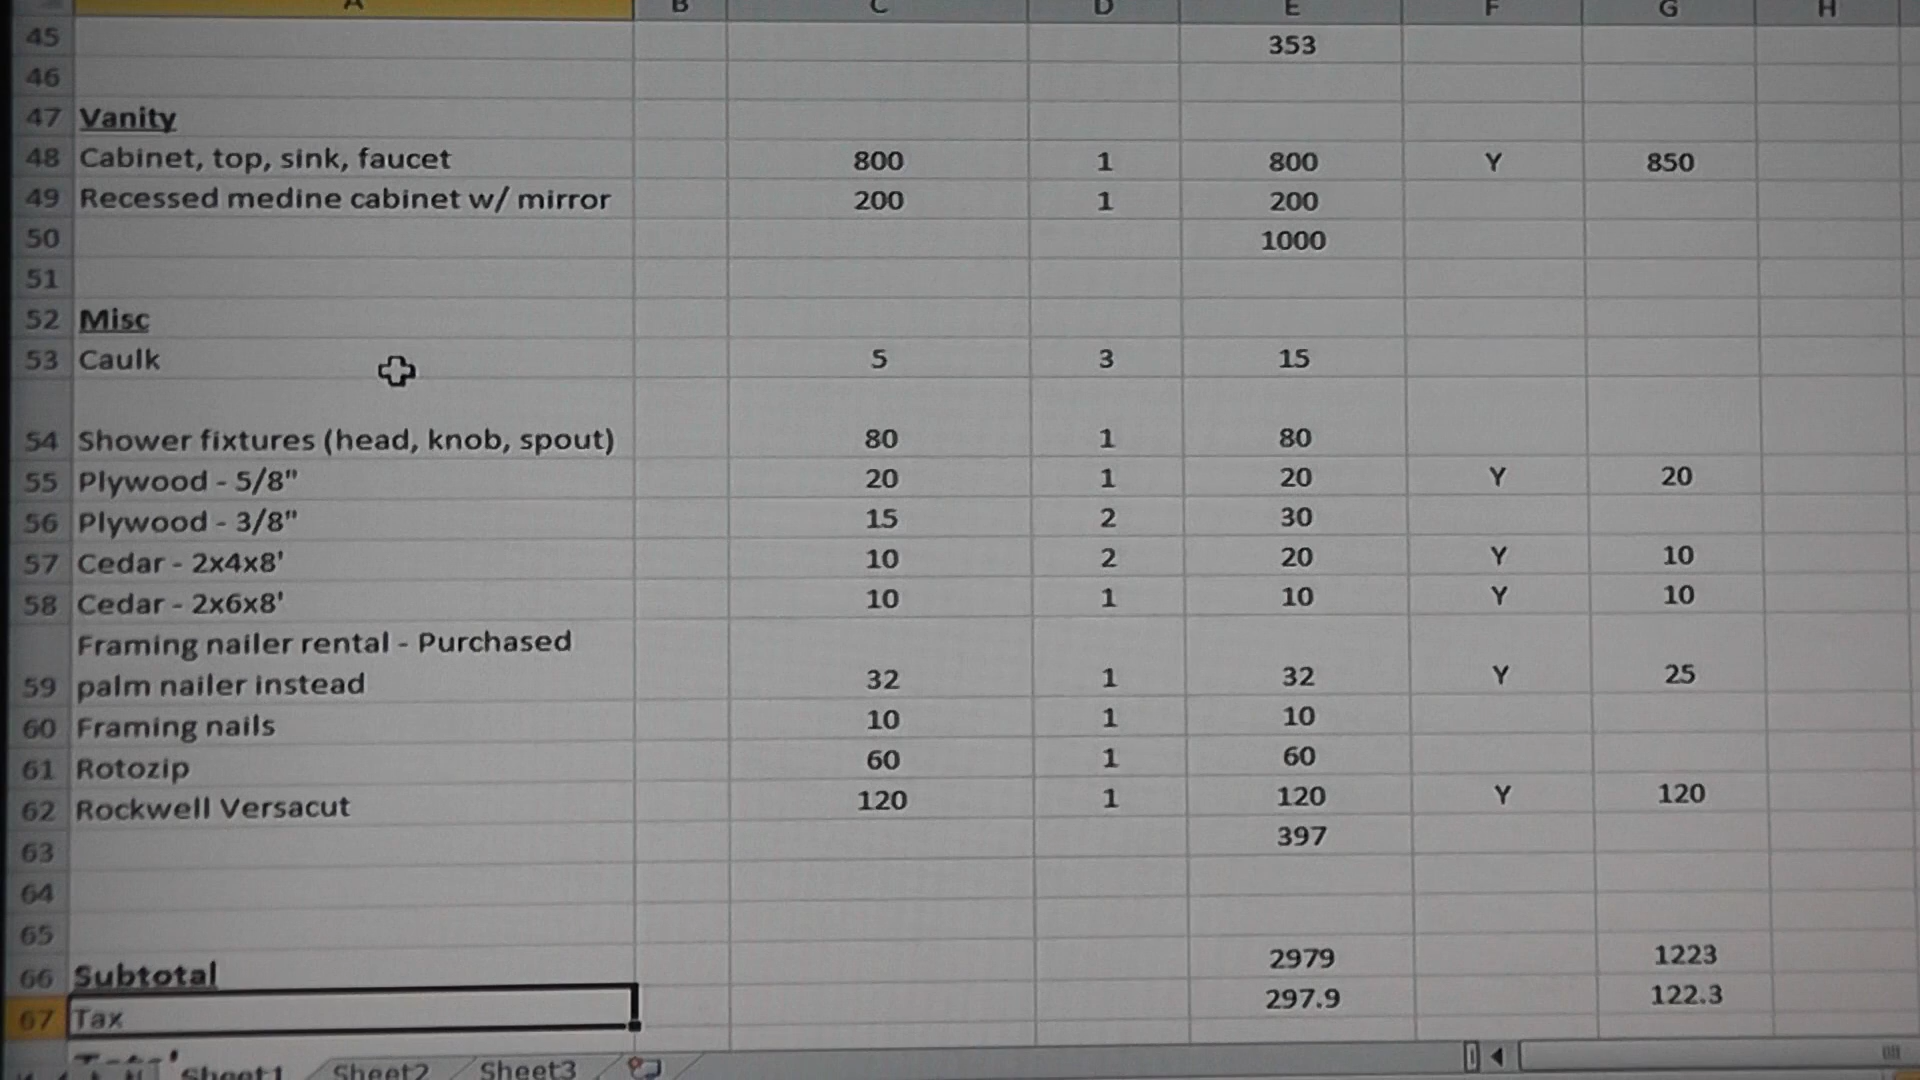 A B C D E F G H
45 353
46
47 Vanity
48 Cabinet, top, sink, faucet 800 1 800 Y 850
49 Recessed medine cabinet w/ mirror 200 1 200
50 1000
51
52 Misc
53 Caulk 5 3 15
54 Shower fixtures (head, knob, spout) 80 1 80
55 Plywood - 5/8" 20 1 20 Y 20
56 Plywood - 3/8" 15 2 30
57 Cedar - 2x4x8' 10 2 20 Y 10
58 Cedar - 2x6x8' 10 1 10 Y 10
Framing nailer rental - Purchased
59 palm nailer instead 32 1 32 Y 25
60 Framing nails 10 1 10
61 Rotozip 60 1 60
62 Rockwell Versacut 120 1 120 Y 120
63 397
64
65
66 Subtotal 2979 1223
67 Tax 297.9 122.3
Sheet1 Sheet2 Sheet3